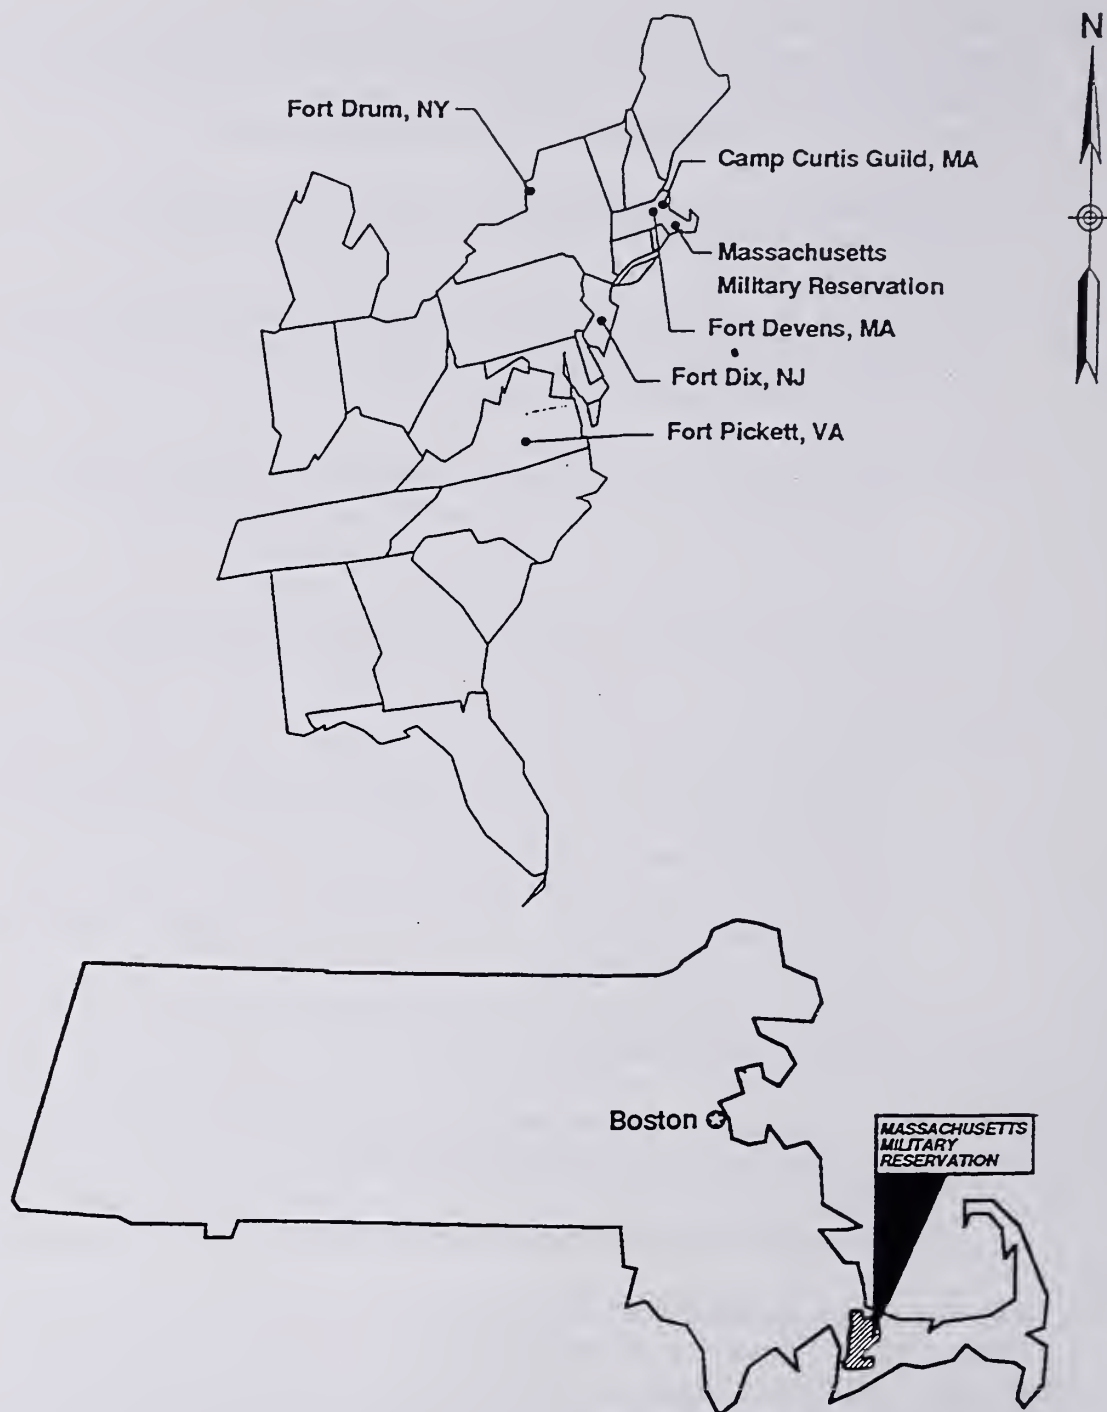 N
Fort Drum, NY
Camp Curtis Guild, MA
Massachusetts
Military Reservation
Fort Devens, MA
Fort Dix, NJ
Fort Pickett, VA
Boston
MASSACHUSETTS
MILITARY
RESERVATION